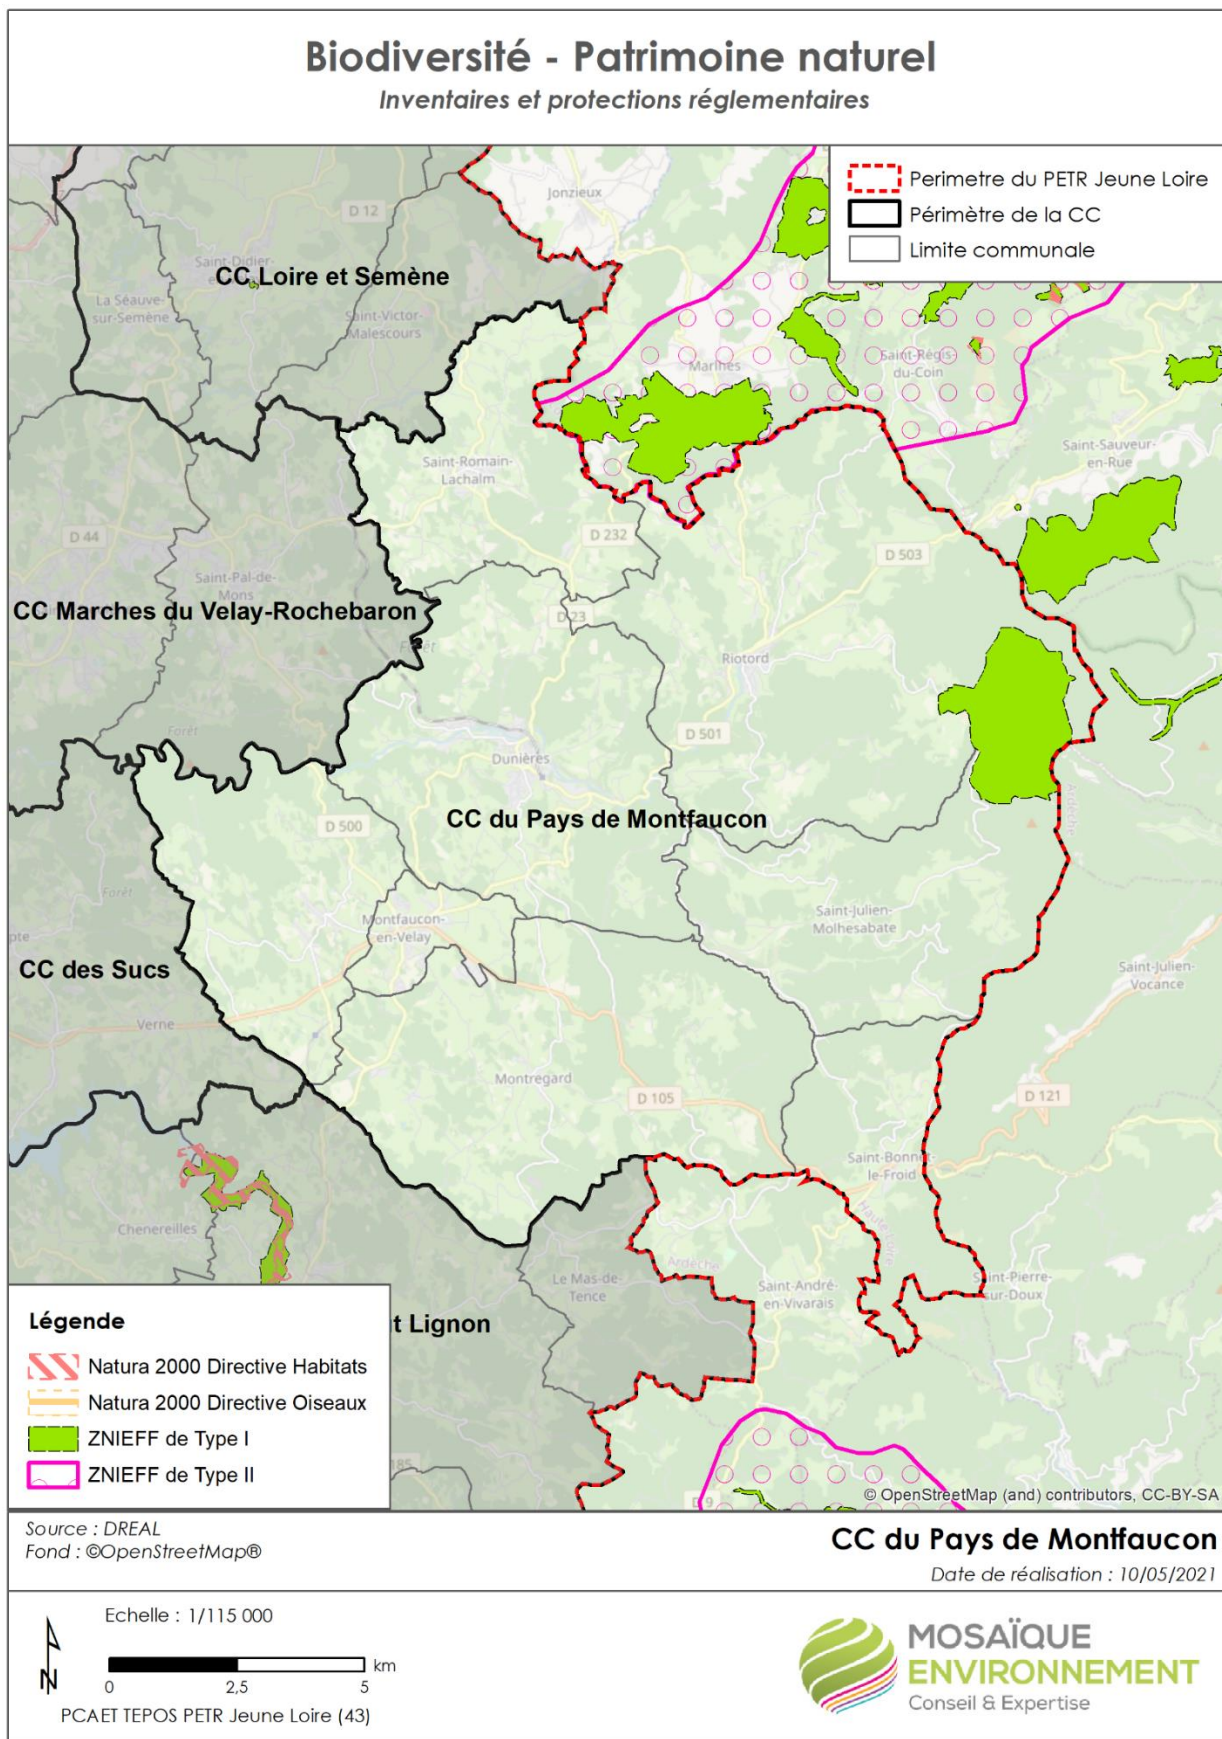 Biodiversité - Patrimoine naturel
Inventaires et protections réglementaires
Perimetre du PETR Jeune Loire
Périmètre de la CC
Limite communale
Jonzieux
D 12
Saint-Didier-
CC Loire et Semène
La Séauve-
sur-Semène
Saint-Victor-
Malescours
Marlhes
Saint-Régis-
du-Coin
Saint-Sauveur-
en-Rue
Saint-Romain-
Lachalm
D 44
D 232
D 503
Saint-Pal-de-
Mons
CC Marches du Velay-Rochebaron
D 23
Forêt
Riotord
Forêt
D 501
Dunières
CC du Pays de Montfaucon
D 500
Ardèche
Forêt
Montfaucon-
en-Velay
Saint-Julien-
Molhesabate
CC des Sucs
Saint-Julien-
Vocance
Verne
Montregard
D 105
D 121
Saint-Bonnet-
le-Froid
Chenereilles
Haute-Loire
Ardèche
Le Mas-de-
Tence
Saint-André-
en-Vivarais
Saint-Pierre-
sur-Doux
t Lignon
Légende
Natura 2000 Directive Habitats
Natura 2000 Directive Oiseaux
ZNIEFF de Type I
ZNIEFF de Type II
D 9
© OpenStreetMap (and) contributors, CC-BY-SA
Source : DREAL
Fond : ©OpenStreetMap®
CC du Pays de Montfaucon
Date de réalisation : 10/05/2021
Echelle : 1/115 000
km
0 2,5 5
N
PCAET TEPOS PETR Jeune Loire (43)
MOSAÏQUE
ENVIRONNEMENT
Conseil & Expertise